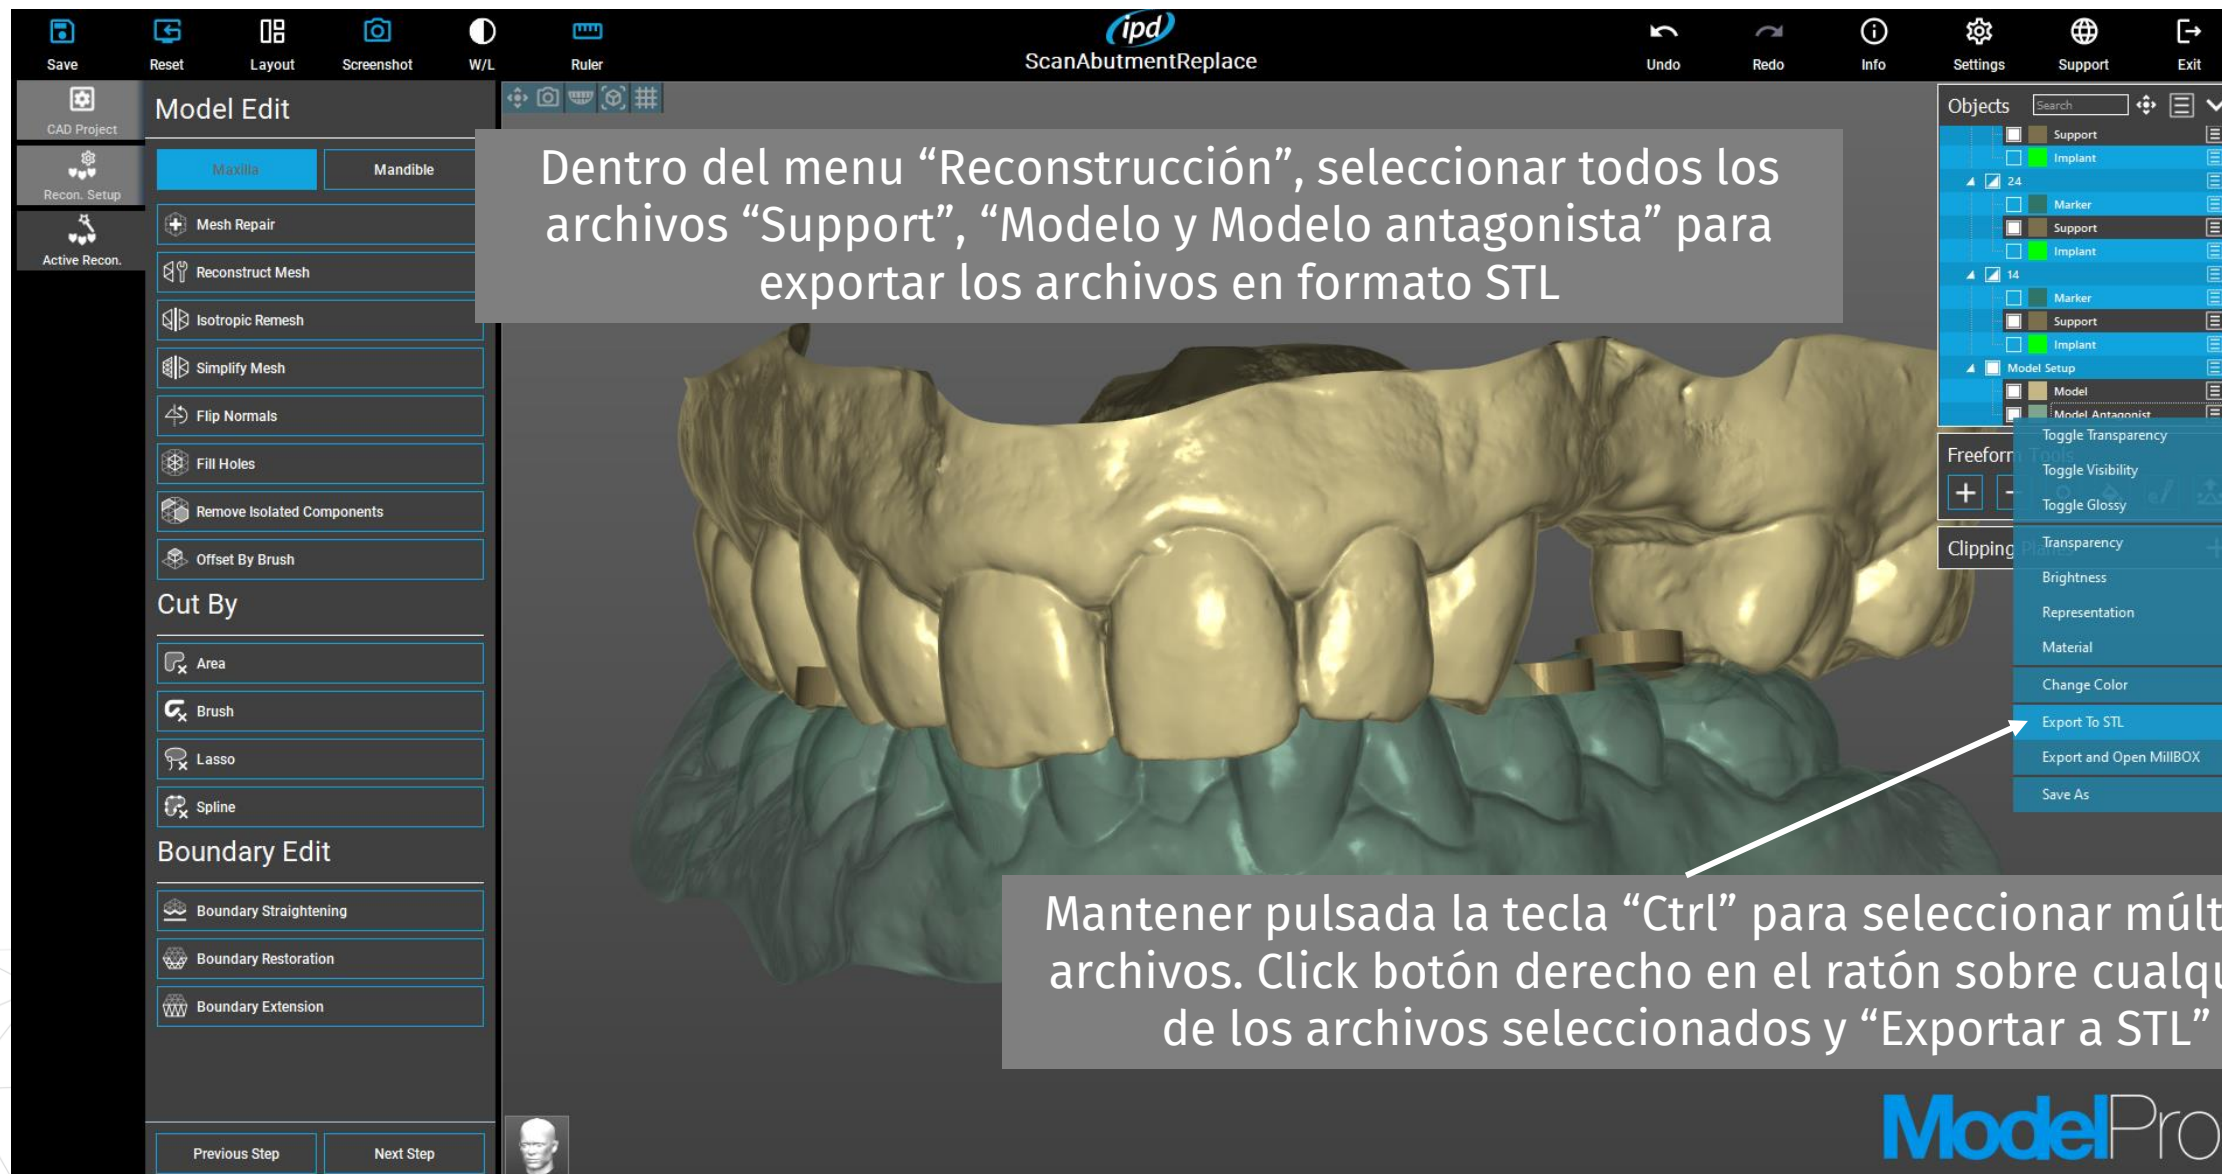 Save
Reset
Layout
Screenshot
W/L
Ruler
ipd
ScanAbutmentReplace
Undo
Redo
Info
Settings
Support
Exit
CAD Project
Recon. Setup
Active Recon.
Model Edit
Maxilla
Mandible
Mesh Repair
Reconstruct Mesh
Isotropic Remesh
Simplify Mesh
Flip Normals
Fill Holes
Remove Isolated Components
Offset By Brush
Cut By
Area
Brush
Lasso
Spline
Boundary Edit
Boundary Straightening
Boundary Restoration
Boundary Extension
Previous Step
Next Step
Dentro del menu “Reconstrucción”, seleccionar todos los
archivos “Support”, “Modelo y Modelo antagonista” para
exportar los archivos en formato STL
Objects
Search
Support
Implant
24
Marker
Support
Implant
14
Marker
Support
Implant
Model Setup
Model
Model Antagonist
Freeform Tools
Clipping Planes
Toggle Transparency
Toggle Visibility
Toggle Glossy
Transparency
Brightness
Representation
Material
Change Color
Export To STL
Export and Open MillBOX
Save As
Mantener pulsada la tecla “Ctrl” para seleccionar múlt
archivos. Click botón derecho en el ratón sobre cualqu
de los archivos seleccionados y “Exportar a STL”
ModelPro